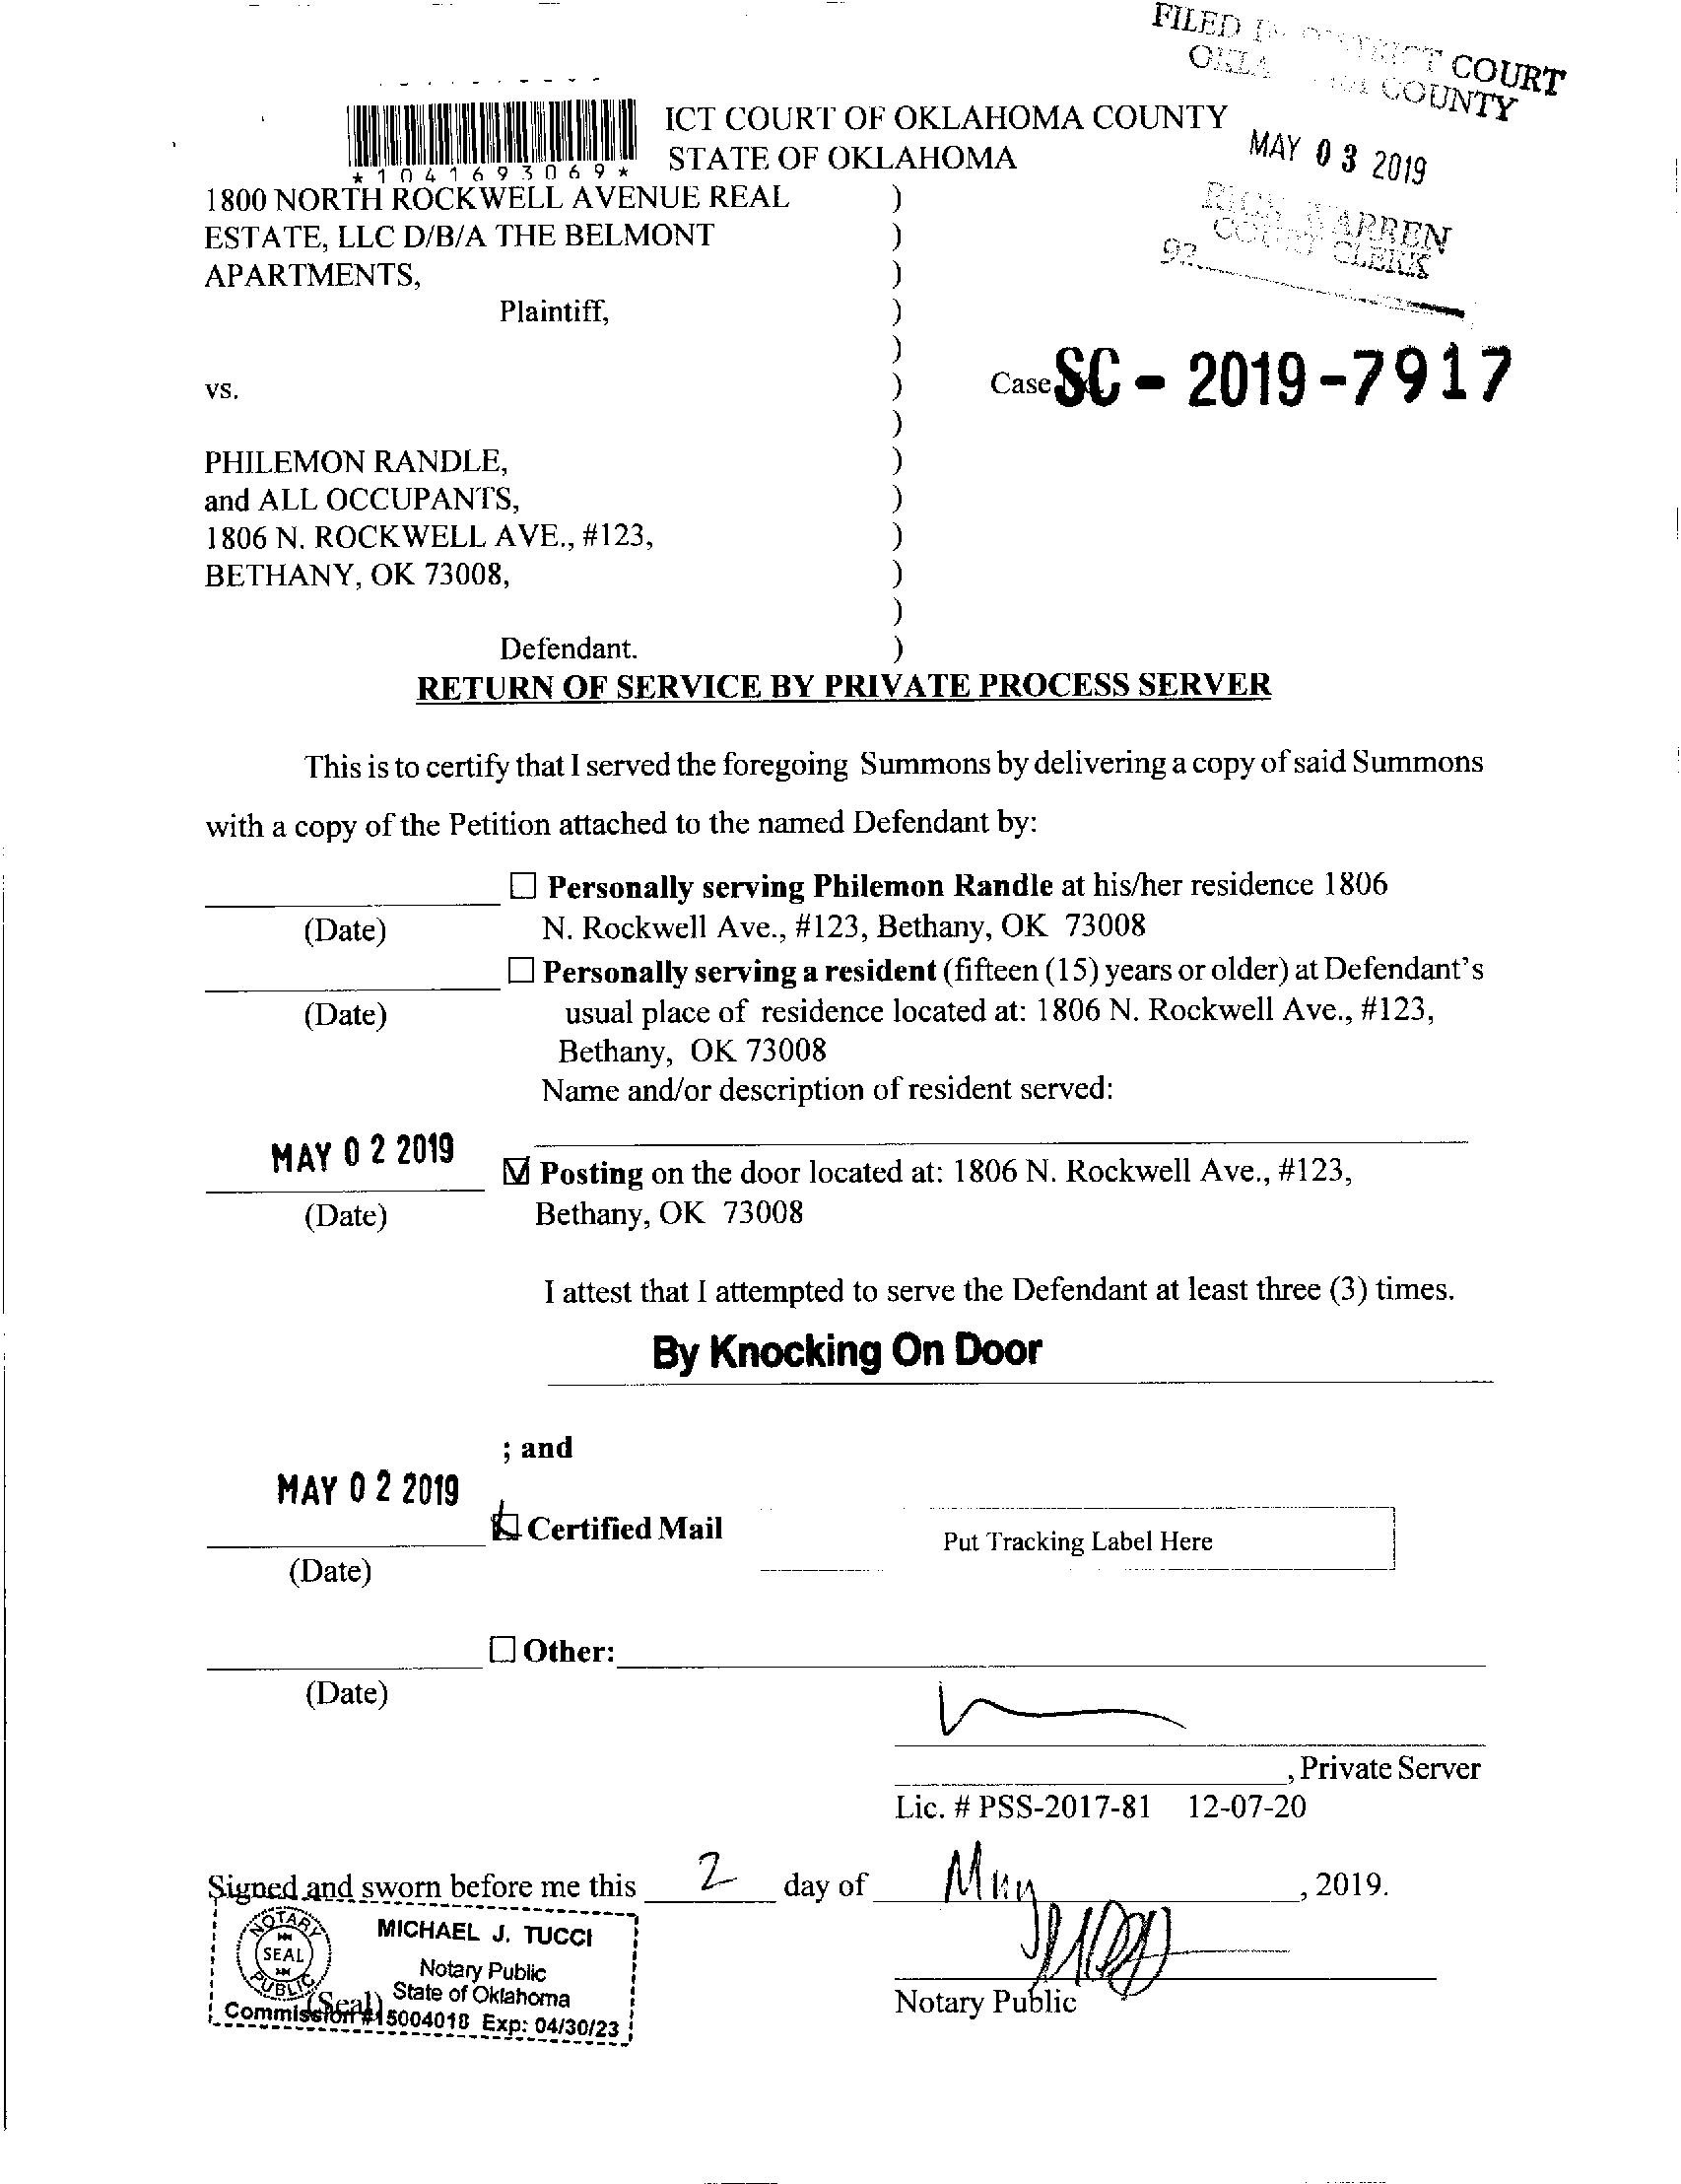 FILED IN DISTRICT COURT
OKLAHOMA COUNTY
MAY 03 2019
RICK WARREN
COURT CLERK
92
*1041693069*
ICT COURT OF OKLAHOMA COUNTY
STATE OF OKLAHOMA
1800 NORTH ROCKWELL AVENUE REAL )
ESTATE, LLC D/B/A THE BELMONT )
APARTMENTS, )
Plaintiff, )
)
vs. ) Case SC - 2019 - 7917
)
PHILEMON RANDLE, )
and ALL OCCUPANTS, )
1806 N. ROCKWELL AVE., #123, )
BETHANY, OK 73008, )
)
Defendant. )
RETURN OF SERVICE BY PRIVATE PROCESS SERVER
This is to certify that I served the foregoing Summons by delivering a copy of said Summons
with a copy of the Petition attached to the named Defendant by:
☐ Personally serving Philemon Randle at his/her residence 1806
(Date) N. Rockwell Ave., #123, Bethany, OK 73008
☐ Personally serving a resident (fifteen (15) years or older) at Defendant's
(Date) usual place of residence located at: 1806 N. Rockwell Ave., #123,
Bethany, OK 73008
Name and/or description of resident served:
MAY 02 2019 ☑ Posting on the door located at: 1806 N. Rockwell Ave., #123,
(Date) Bethany, OK 73008
I attest that I attempted to serve the Defendant at least three (3) times.
By Knocking On Door
; and
MAY 02 2019
☑ Certified Mail Put Tracking Label Here
(Date)
☐ Other:
(Date)
, Private Server
Lic. # PSS-2017-81 12-07-20
Signed and sworn before me this 2 day of May, 2019.
NOTARY SEAL PUBLIC
MICHAEL J. TUCCI
Notary Public
State of Oklahoma
(Seal)
Commission #15004018 Exp: 04/30/23
Notary Public